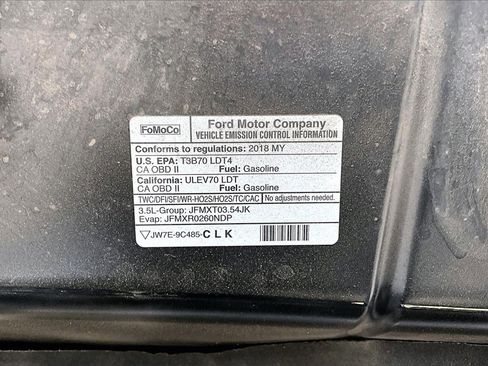 FoMoCo
Ford Motor Company
VEHICLE EMISSION CONTROL INFORMATION
Conforms to regulations: 2018 MY
U.S. EPA: T3B70 LDT4
CA OBD II Fuel: Gasoline
California: ULEV70 LDT
CA OBD II Fuel: Gasoline
TWC/DFI/SFI/WR-HO2S/HO2S/TC/CAC No adjustments needed.
3.5L-Group: JFMXT03.54JK
Evap: JFMXR0260NDP
▽JW7E-9C485-CLK